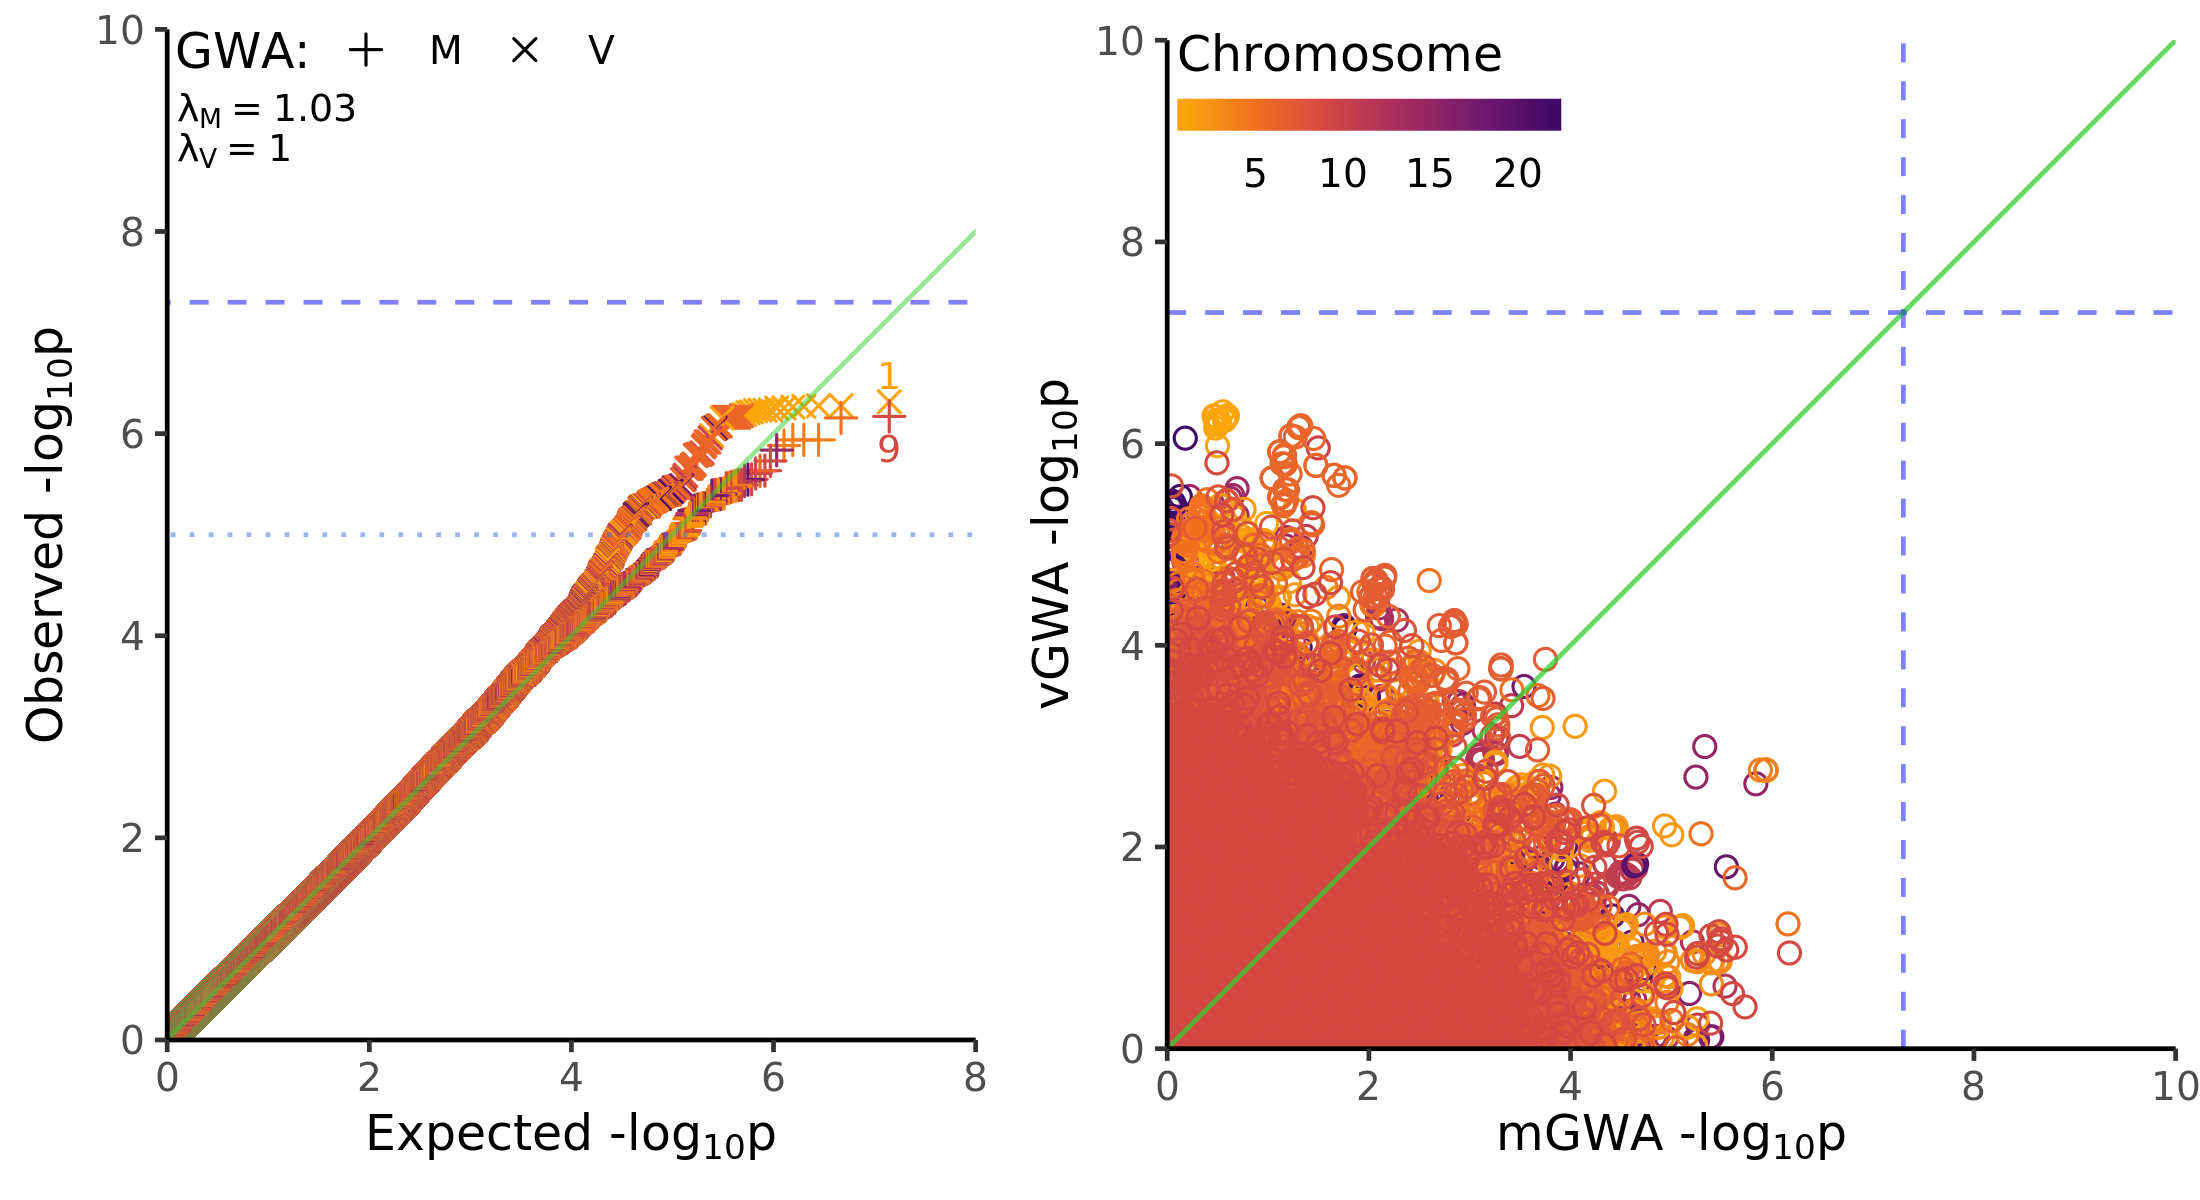 GWA: + M × V
λM = 1.03
λV = 1
10
8
6
4
2
0
0 2 4 6 8
Observed -log10p
Expected -log10p
1
9
Chromosome
5 10 15 20
10
8
6
4
2
0
0 2 4 6 8 10
vGWA -log10p
mGWA -log10p